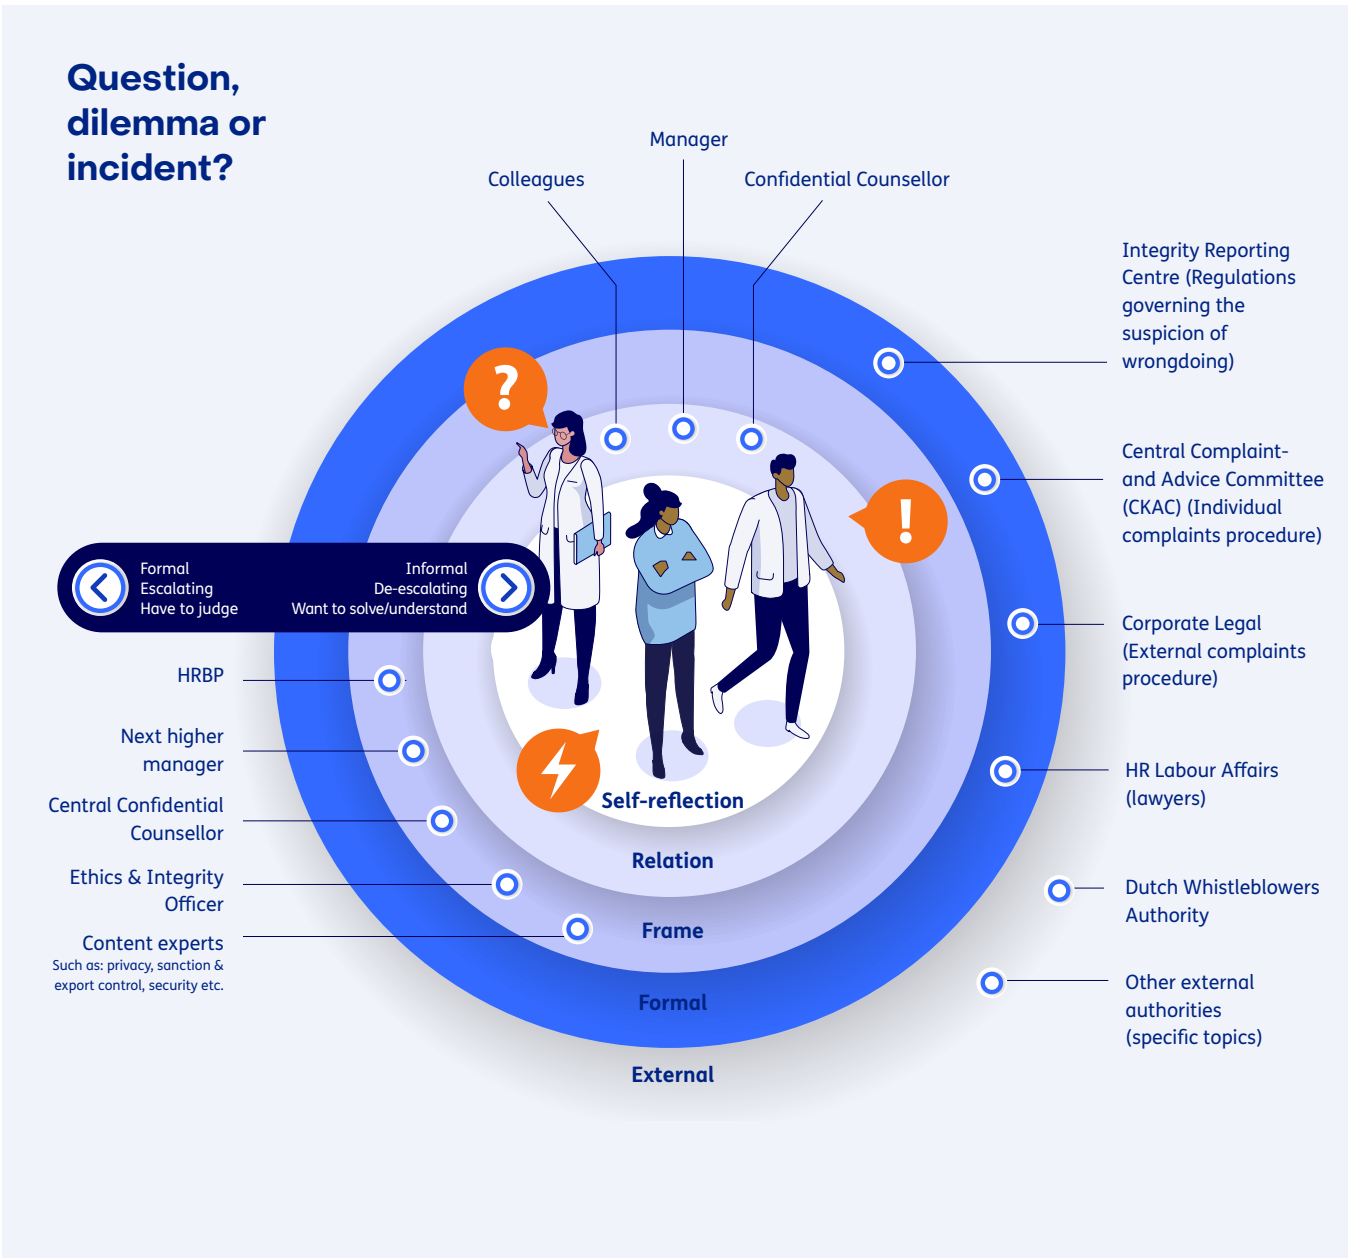 Question,
dilemma or
incident?
Manager
Colleagues
Confidential Counsellor
Integrity Reporting
Centre (Regulations
governing the
suspicion of
wrongdoing)
Central Complaint-
and Advice Committee
(CKAC) (Individual
complaints procedure)
Corporate Legal
(External complaints
procedure)
HR Labour Affairs
(lawyers)
Dutch Whistleblowers
Authority
Other external
authorities
(specific topics)
?
!
Formal
Escalating
Have to judge
Informal
De-escalating
Want to solve/understand
HRBP
Next higher
manager
Central Confidential
Counsellor
Ethics & Integrity
Officer
Content experts
Such as: privacy, sanction &
export control, security etc.
Self-reflection
Relation
Frame
Formal
External